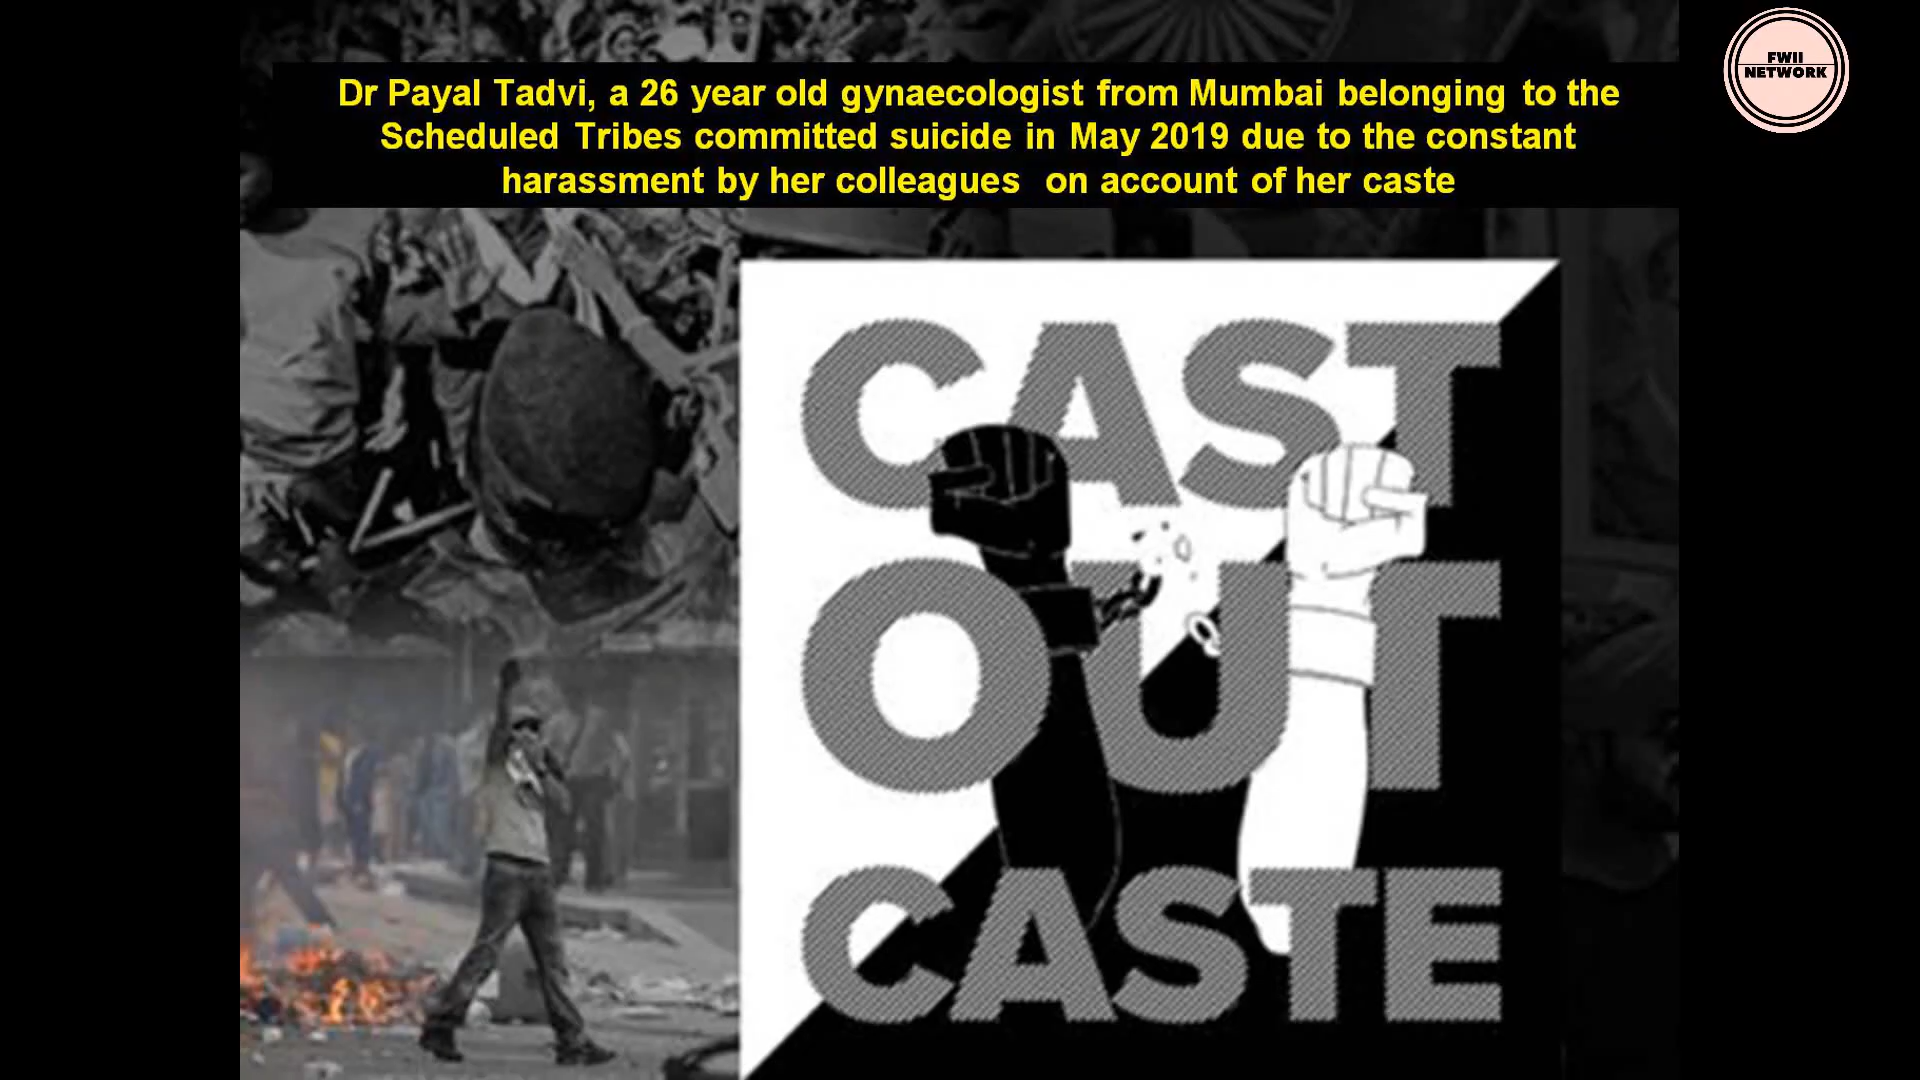 FWII
NETWORK
Dr Payal Tadvi, a 26 year old gynaecologist from Mumbai belonging to the
Scheduled Tribes committed suicide in May 2019 due to the constant
harassment by her colleagues on account of her caste
CAST
OUT
CASTE